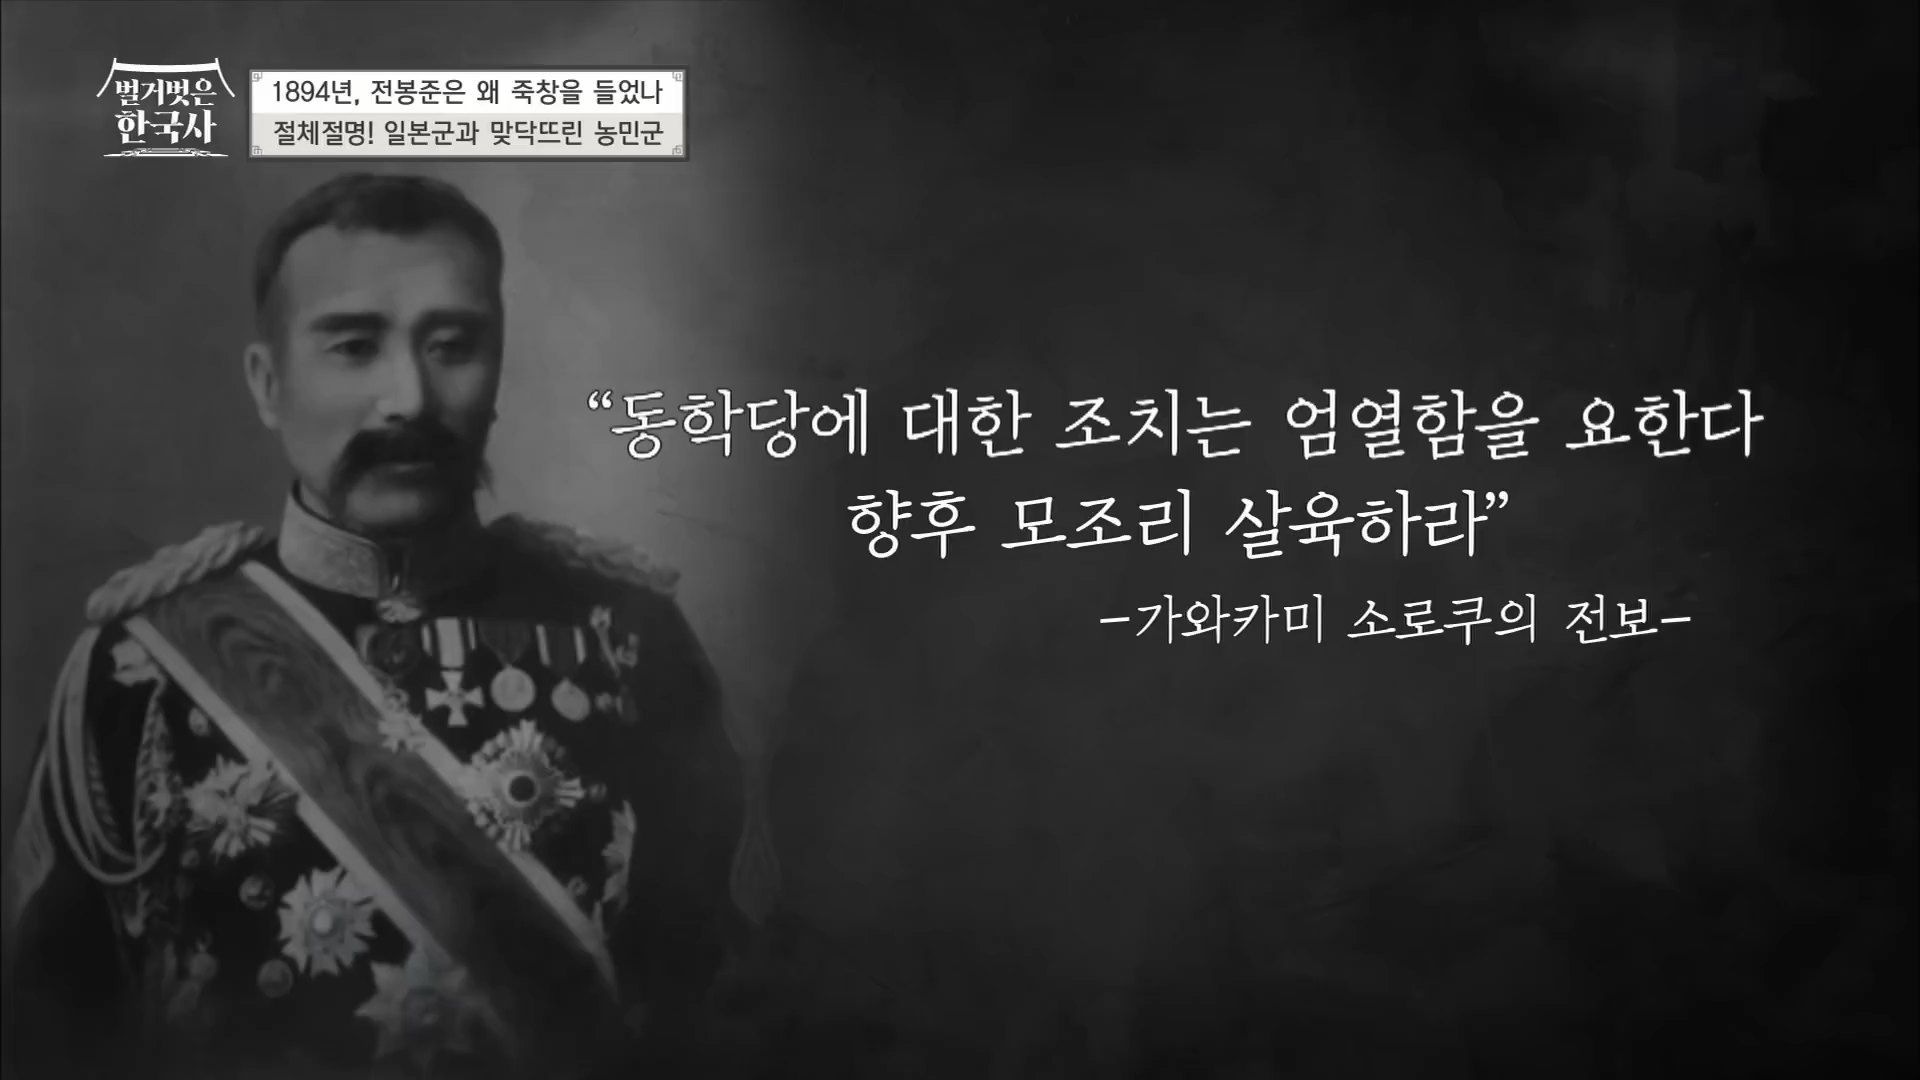 벌거벗은
한국사
1894년, 전봉준은 왜 죽창을 들었나
절체절명! 일본군과 맞닥뜨린 농민군
“동학당에 대한 조치는 엄열함을 요한다
향후 모조리 살육하라”
-가와카미 소로쿠의 전보-